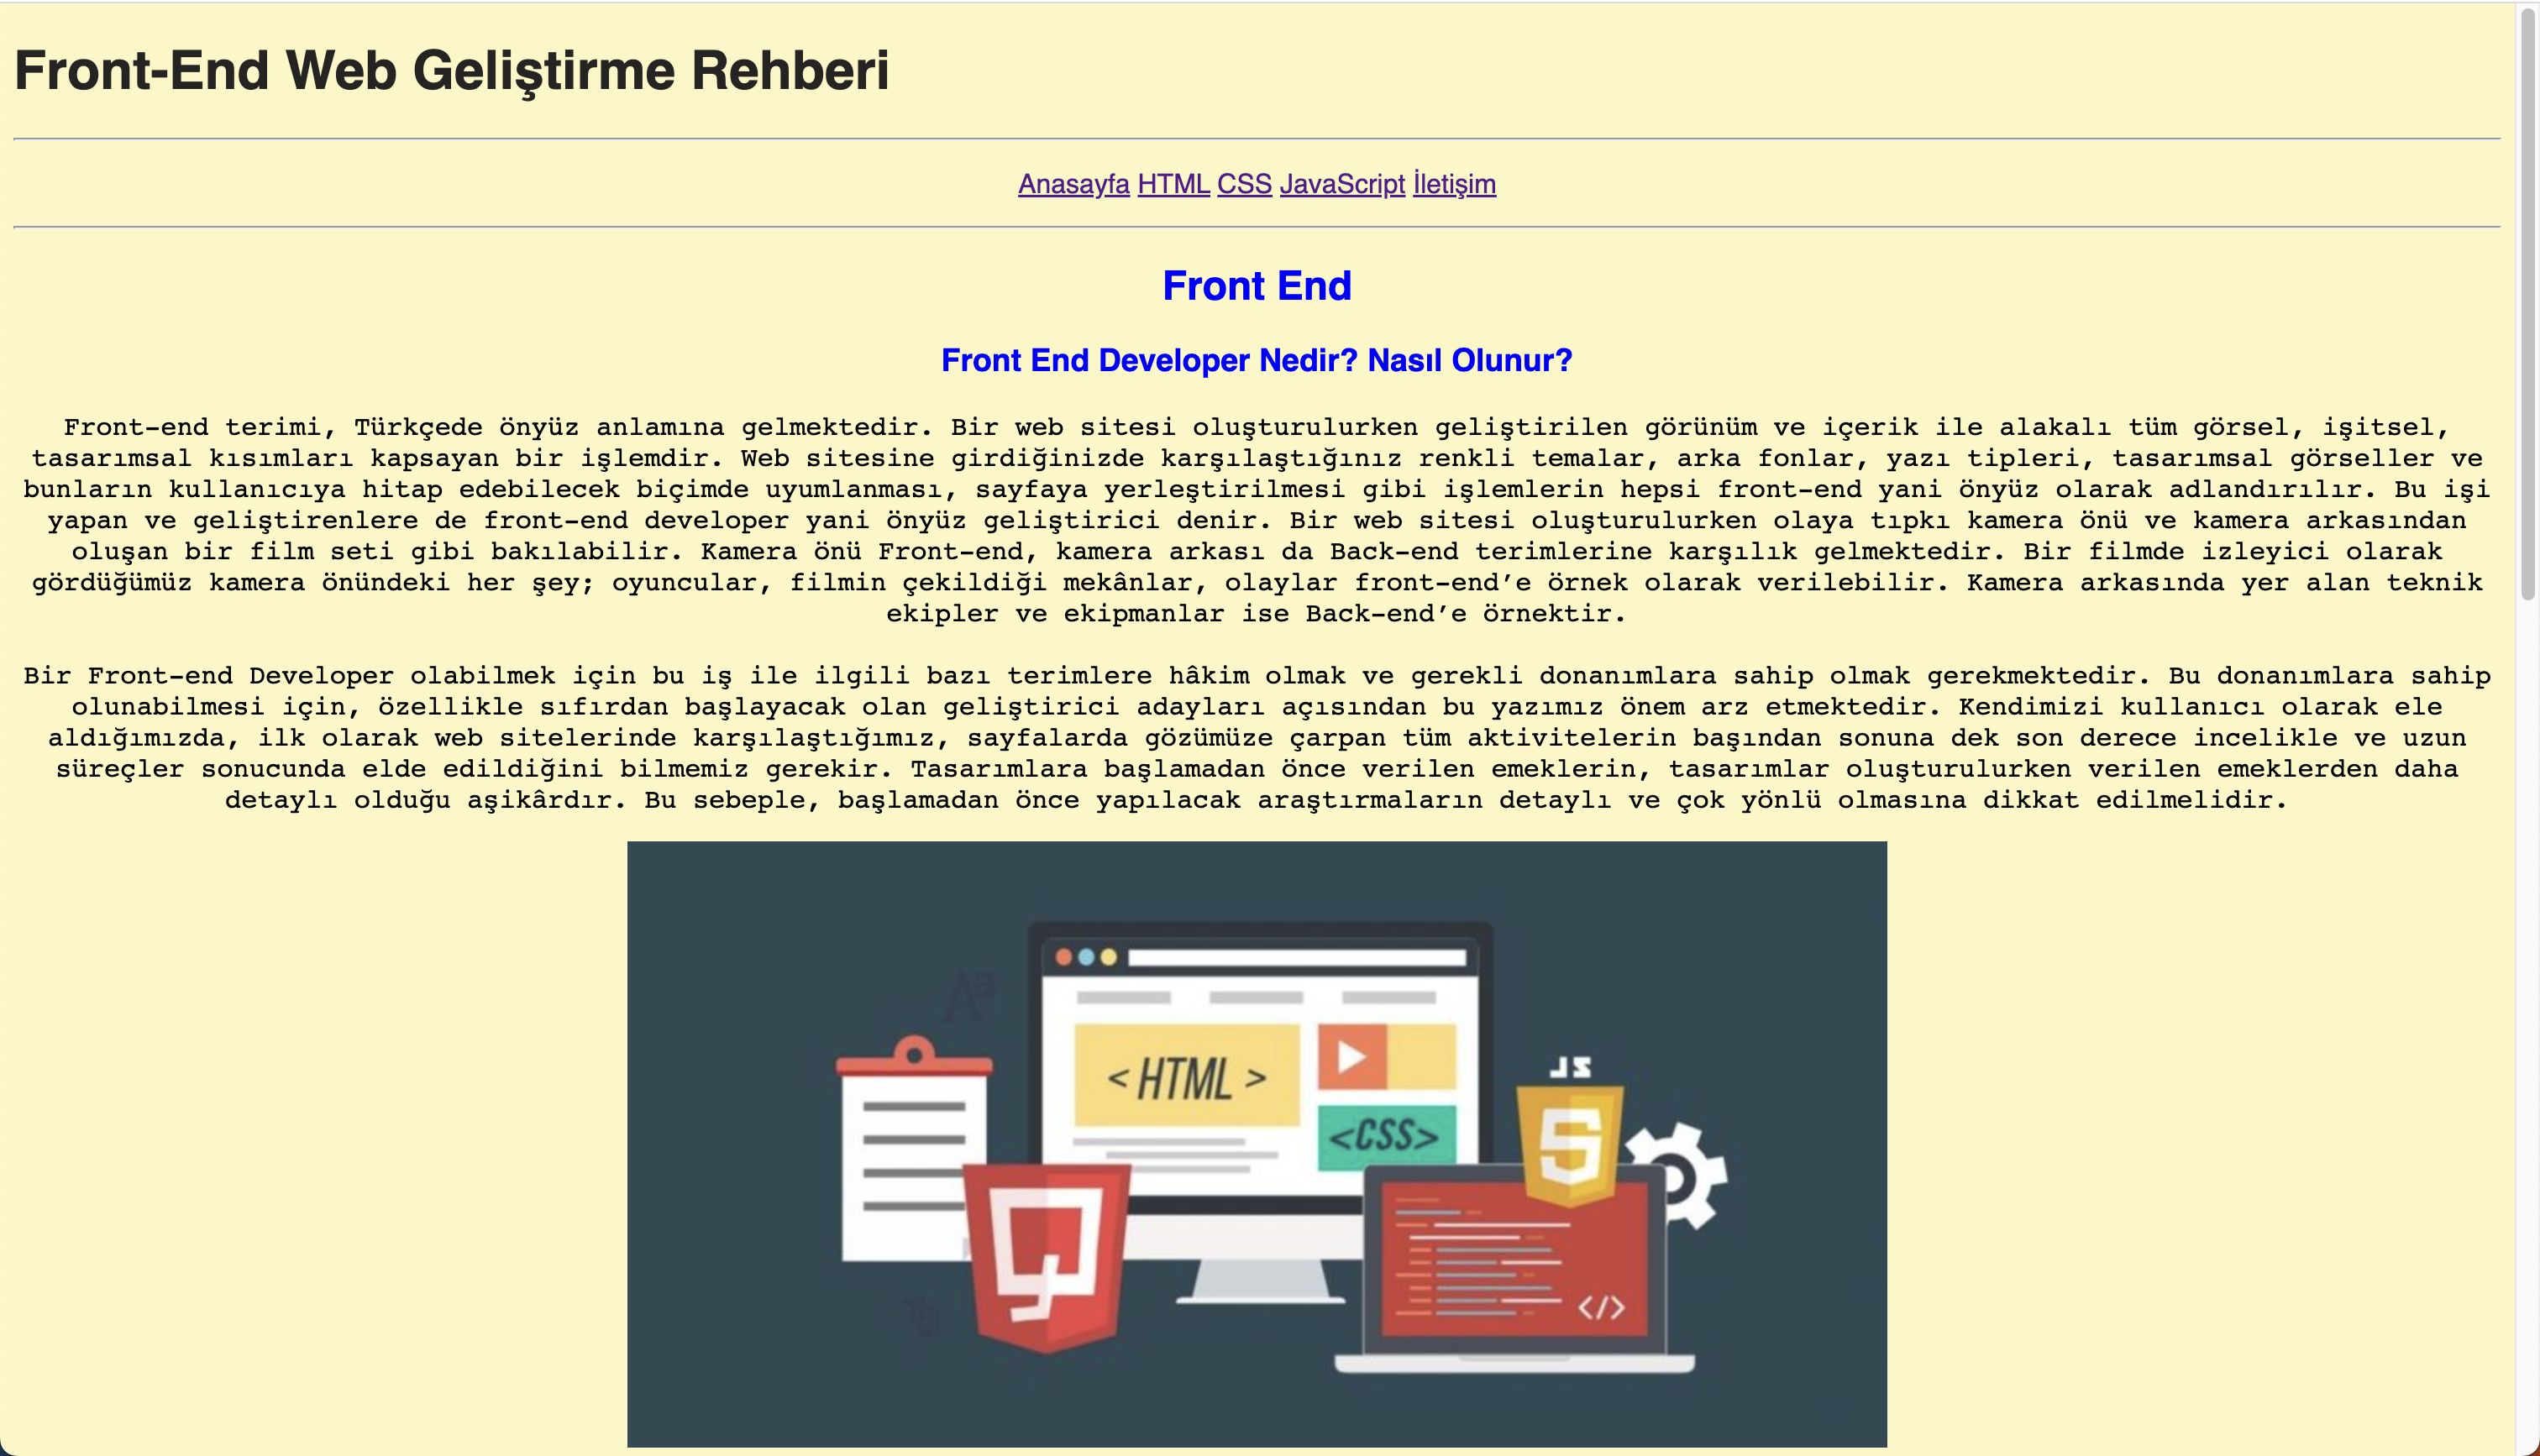 Front-End Web Geliştirme Rehberi
Anasayfa HTML CSS JavaScript İletişim
Front End
Front End Developer Nedir? Nasıl Olunur?
Front-end terimi, Türkçede önyüz anlamına gelmektedir. Bir web sitesi oluşturulurken geliştirilen görünüm ve içerik ile alakalı tüm görsel, işitsel,
tasarımsal kısımları kapsayan bir işlemdir. Web sitesine girdiğinizde karşılaştığınız renkli temalar, arka fonlar, yazı tipleri, tasarımsal görseller ve
bunların kullanıcıya hitap edebilecek biçimde uyumlanması, sayfaya yerleştirilmesi gibi işlemlerin hepsi front-end yani önyüz olarak adlandırılır. Bu işi
yapan ve geliştirenlere de front-end developer yani önyüz geliştirici denir. Bir web sitesi oluşturulurken olaya tıpkı kamera önü ve kamera arkasından
oluşan bir film seti gibi bakılabilir. Kamera önü Front-end, kamera arkası da Back-end terimlerine karşılık gelmektedir. Bir filmde izleyici olarak
gördüğümüz kamera önündeki her şey; oyuncular, filmin çekildiği mekânlar, olaylar front-end’e örnek olarak verilebilir. Kamera arkasında yer alan teknik
ekipler ve ekipmanlar ise Back-end’e örnektir.
Bir Front-end Developer olabilmek için bu iş ile ilgili bazı terimlere hâkim olmak ve gerekli donanımlara sahip olmak gerekmektedir. Bu donanımlara sahip
olunabilmesi için, özellikle sıfırdan başlayacak olan geliştirici adayları açısından bu yazımız önem arz etmektedir. Kendimizi kullanıcı olarak ele
aldığımızda, ilk olarak web sitelerinde karşılaştığımız, sayfalarda gözümüze çarpan tüm aktivitelerin başından sonuna dek son derece incelikle ve uzun
süreçler sonucunda elde edildiğini bilmemiz gerekir. Tasarımlara başlamadan önce verilen emeklerin, tasarımlar oluşturulurken verilen emeklerden daha
detaylı olduğu aşikârdır. Bu sebeple, başlamadan önce yapılacak araştırmaların detaylı ve çok yönlü olmasına dikkat edilmelidir.
Aa
< HTML >
<CSS>
JS
5
</>